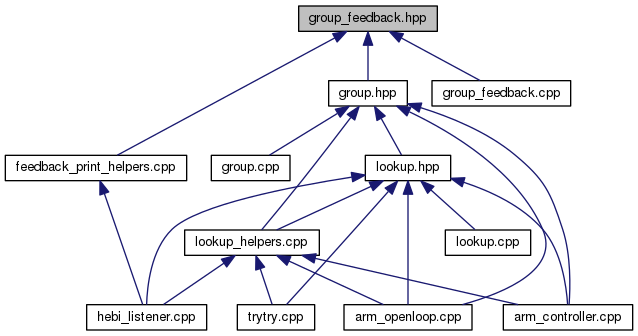 group_feedback.hpp
group.hpp
group_feedback.cpp
feedback_print_helpers.cpp
group.cpp
lookup.hpp
lookup_helpers.cpp
lookup.cpp
hebi_listener.cpp
trytry.cpp
arm_openloop.cpp
arm_controller.cpp